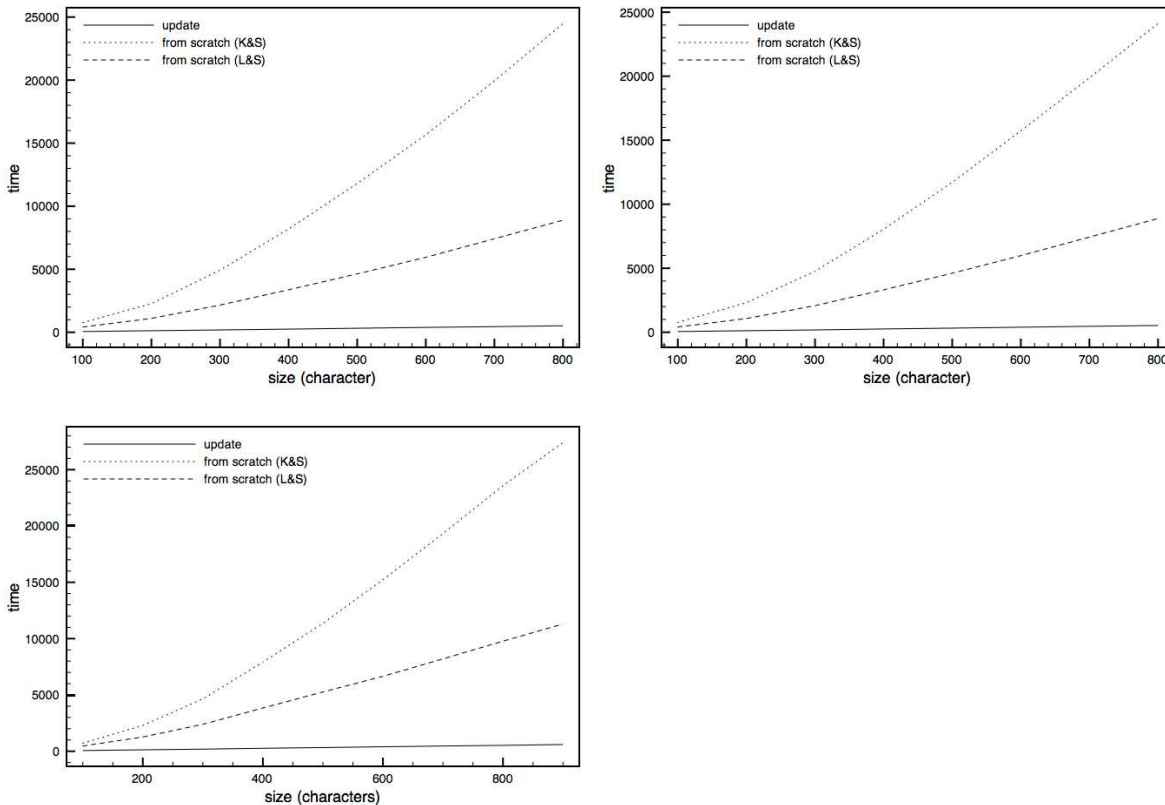 25000
20000
15000
10000
5000
0
time
update
from scratch (K&S)
from scratch (L&S)
100 200 300 400 500 600 700 800
size (character)
25000
20000
15000
10000
5000
0
time
update
from scratch (K&S)
from scratch (L&S)
100 200 300 400 500 600 700 800
size (character)
25000
20000
15000
10000
5000
0
time
update
from scratch (K&S)
from scratch (L&S)
200 400 600 800
size (characters)